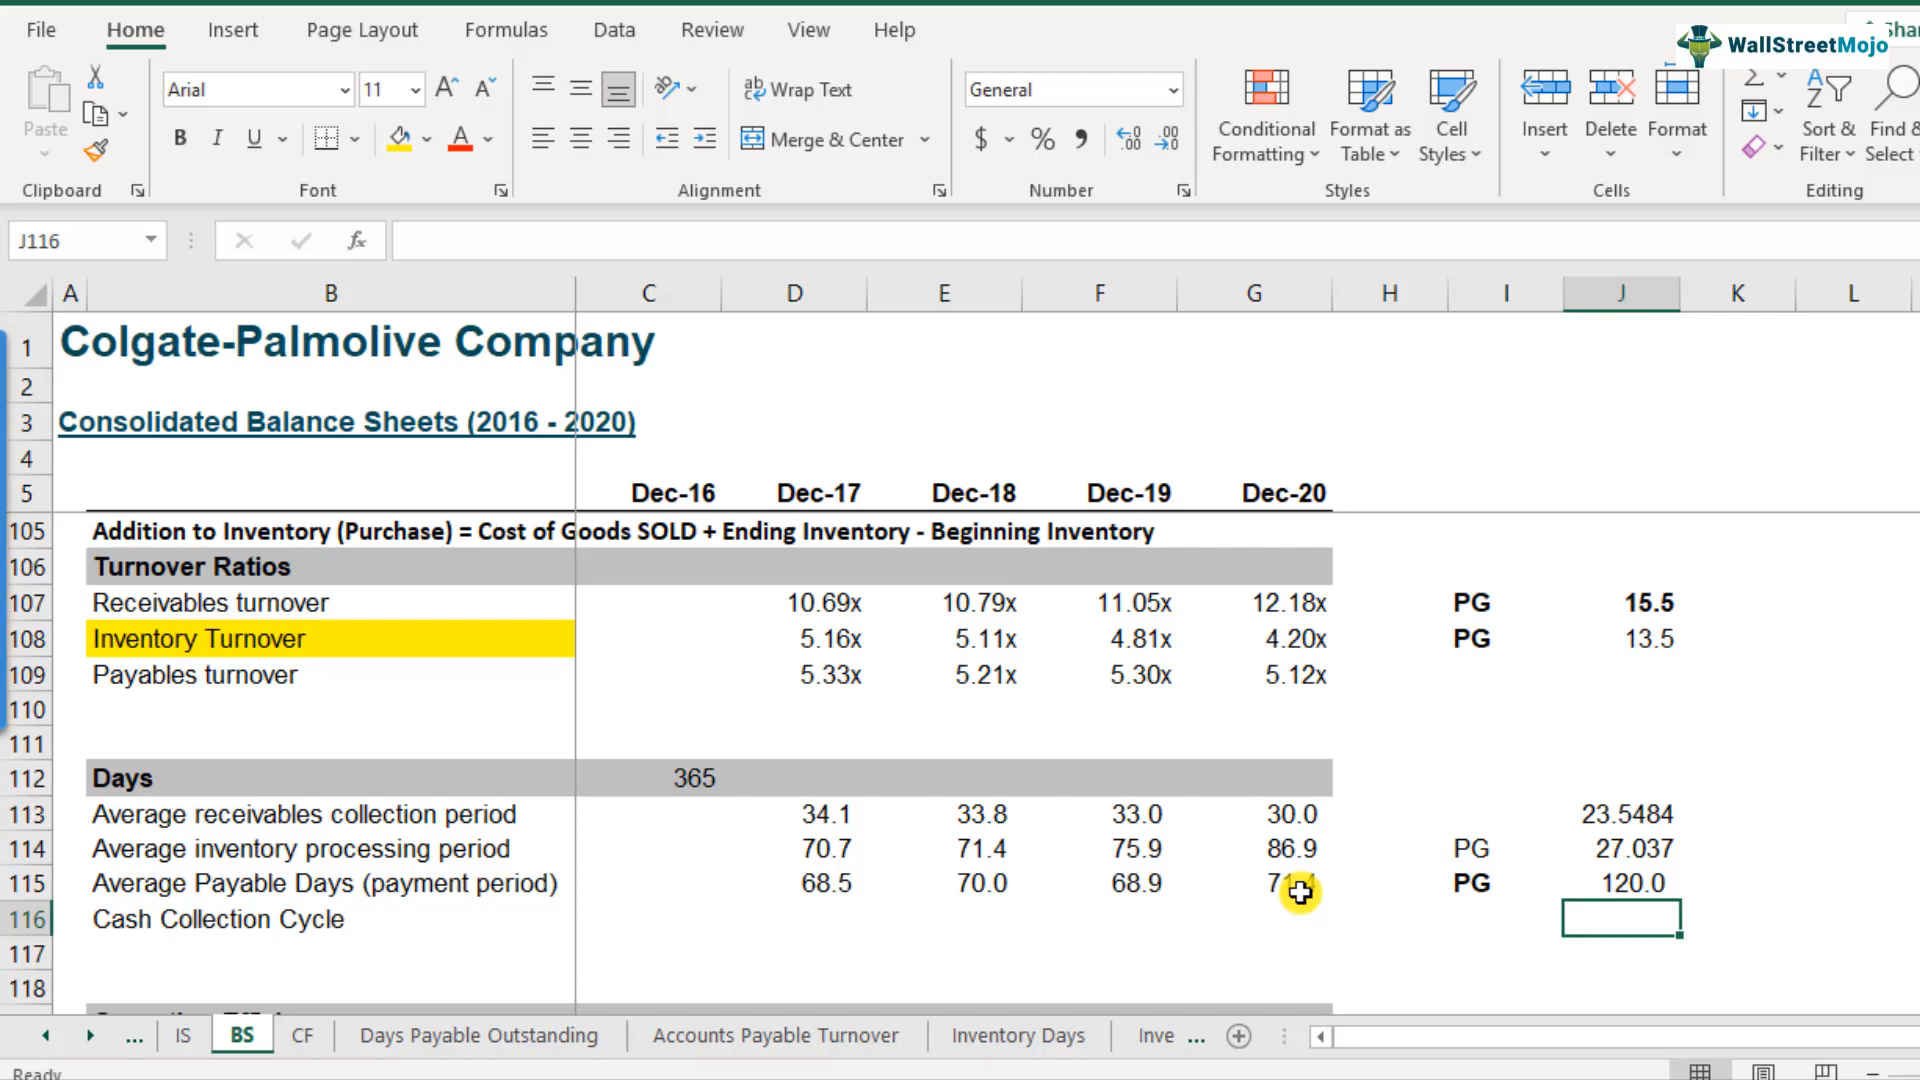 File Home Insert Page Layout Formulas Data Review View Help
WallStreetMojo
Paste
Arial 11
Wrap Text
General
B I U A
Merge & Center
$ %
Conditional Formatting
Format as Table
Cell Styles
Insert Delete Format
Sort & Filter
Find & Select
Clipboard Font Alignment Number Styles Cells Editing
J116 fx
A B C D E F G H I J K L
1 Colgate-Palmolive Company
2
3 Consolidated Balance Sheets (2016 - 2020)
4
5 Dec-16 Dec-17 Dec-18 Dec-19 Dec-20
105 Addition to Inventory (Purchase) = Cost of Goods SOLD + Ending Inventory - Beginning Inventory
106 Turnover Ratios
107 Receivables turnover 10.69x 10.79x 11.05x 12.18x PG 15.5
108 Inventory Turnover 5.16x 5.11x 4.81x 4.20x PG 13.5
109 Payables turnover 5.33x 5.21x 5.30x 5.12x
110
111
112 Days 365
113 Average receivables collection period 34.1 33.8 33.0 30.0 23.5484
114 Average inventory processing period 70.7 71.4 75.9 86.9 PG 27.037
115 Average Payable Days (payment period) 68.5 70.0 68.9 PG 120.0
116 Cash Collection Cycle
117
118
... IS BS CF Days Payable Outstanding Accounts Payable Turnover Inventory Days Inve ...
Ready